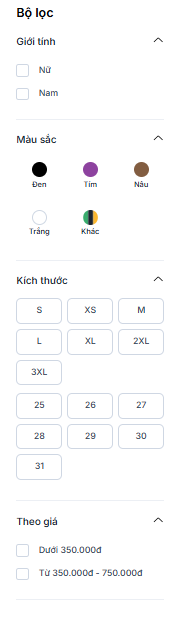 Bộ lọc
Giới tính
Nữ
Nam
Màu sắc
Đen Tím Nâu
Trắng Khác
Kích thước
S XS M
L XL 2XL
3XL
25 26 27
28 29 30
31
Theo giá
Dưới 350.000đ
Từ 350.000đ - 750.000đ